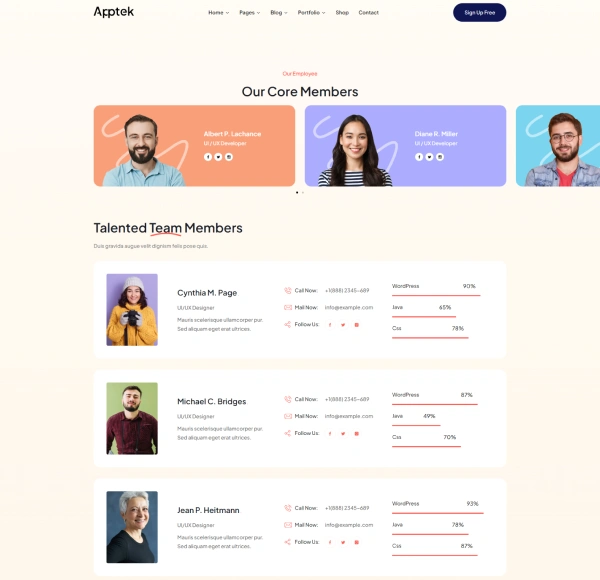 Apptek
Home Pages Blog Portfolio Shop Contact
Sign Up Free
Our Employee
Our Core Members
Albert P. Lachance
UI/UX Developer
Diane R. Miller
UI/UX Developer
Talented Team Members
Duis gravida augue velit dignism felis pose quis.
Cynthia M. Page
UI/UX Designer
Mauris scelerisque ullamcorper pur.
Sed aliquam eget erat ultrices.
Call Now: +1(888) 2345-689
Mail Now: info@example.com
Follow Us:
WordPress 90%
Java 65%
Css 78%
Michael C. Bridges
UI/UX Designer
Mauris scelerisque ullamcorper pur.
Sed aliquam eget erat ultrices.
Call Now: +1(888) 2345-689
Mail Now: info@example.com
Follow Us:
WordPress 87%
Java 49%
Css 70%
Jean P. Heitmann
UI/UX Designer
Mauris scelerisque ullamcorper pur.
Sed aliquam eget erat ultrices.
Call Now: +1(888) 2345-689
Mail Now: info@example.com
Follow Us:
WordPress 93%
Java 78%
Css 87%